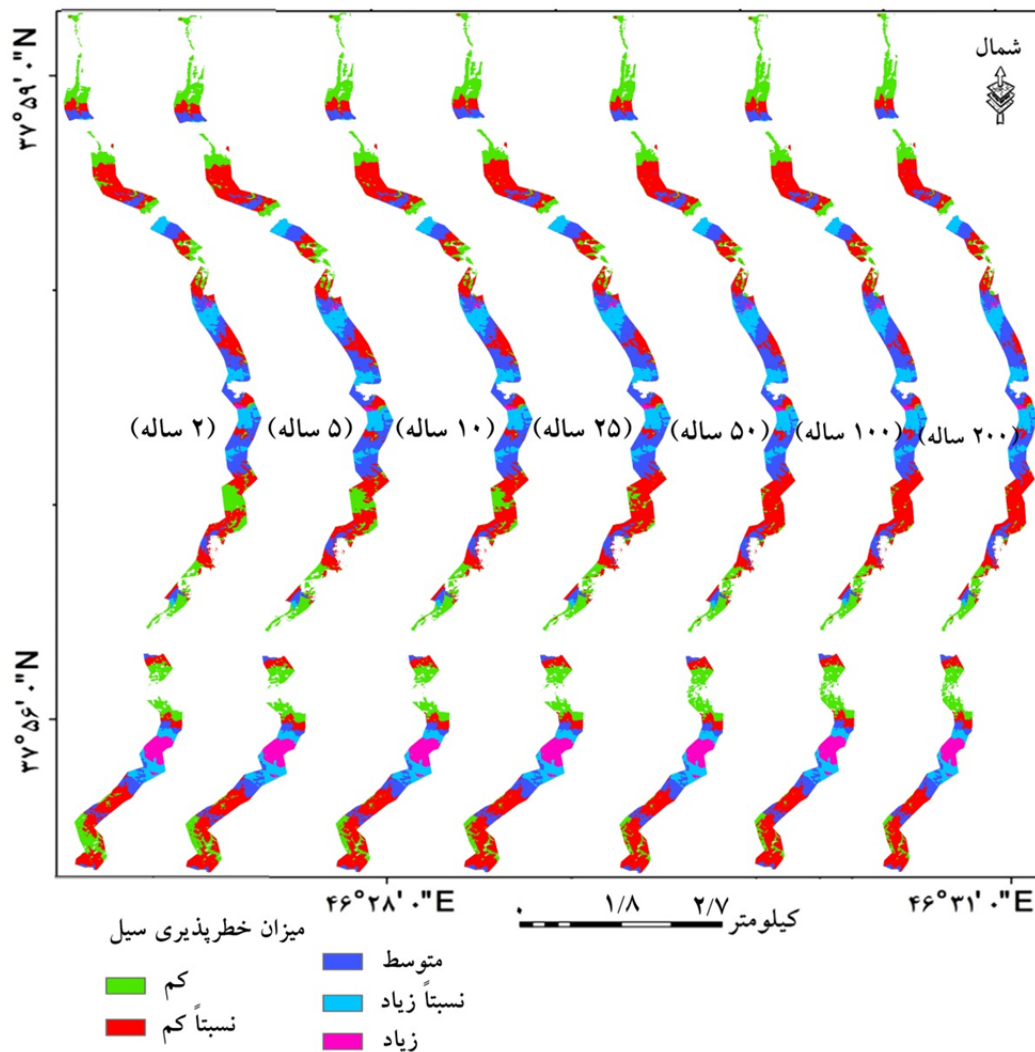 شمال
۳۷°۵۹' ۰"N
(۲ ساله)
(۵ ساله)
(۱۰ ساله)
(۲۵ ساله)
(۵۰ ساله)
(۱۰۰ ساله)
(۲۰۰ ساله)
۳۷°۵۶' ۰"N
۴۶°۲۸' ۰"E
۴۶°۳۱' ۰"E
۰ ۱/۸ ۲/۷ کیلومتر
میزان خطرپذیری سیل
کم
نسبتاً کم
متوسط
نسبتاً زیاد
زیاد